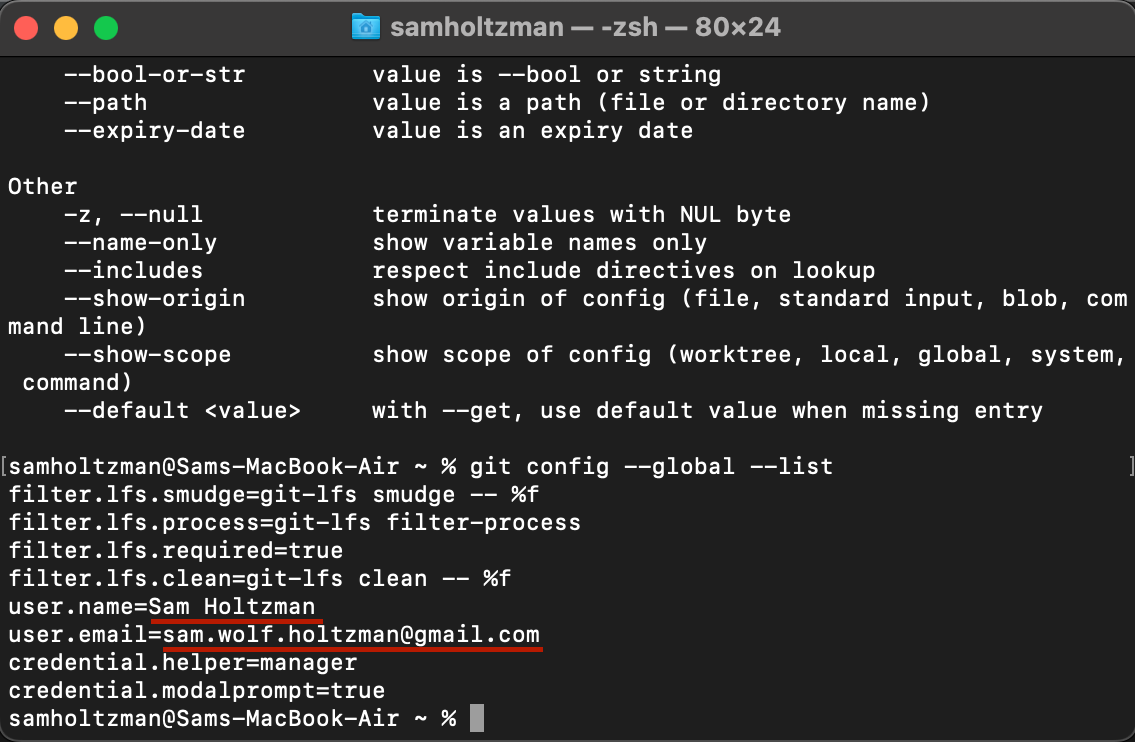 samholtzman — -zsh — 80×24
--bool-or-str value is --bool or string
--path value is a path (file or directory name)
--expiry-date value is an expiry date
Other
-z, --null terminate values with NUL byte
--name-only show variable names only
--includes respect include directives on lookup
--show-origin show origin of config (file, standard input, blob, com
mand line)
--show-scope show scope of config (worktree, local, global, system,
command)
--default <value> with --get, use default value when missing entry
[samholtzman@Sams-MacBook-Air ~ % git config --global --list ]
filter.lfs.smudge=git-lfs smudge -- %f
filter.lfs.process=git-lfs filter-process
filter.lfs.required=true
filter.lfs.clean=git-lfs clean -- %f
user.name=Sam Holtzman
user.email=sam.wolf.holtzman@gmail.com
credential.helper=manager
credential.modalprompt=true
samholtzman@Sams-MacBook-Air ~ %